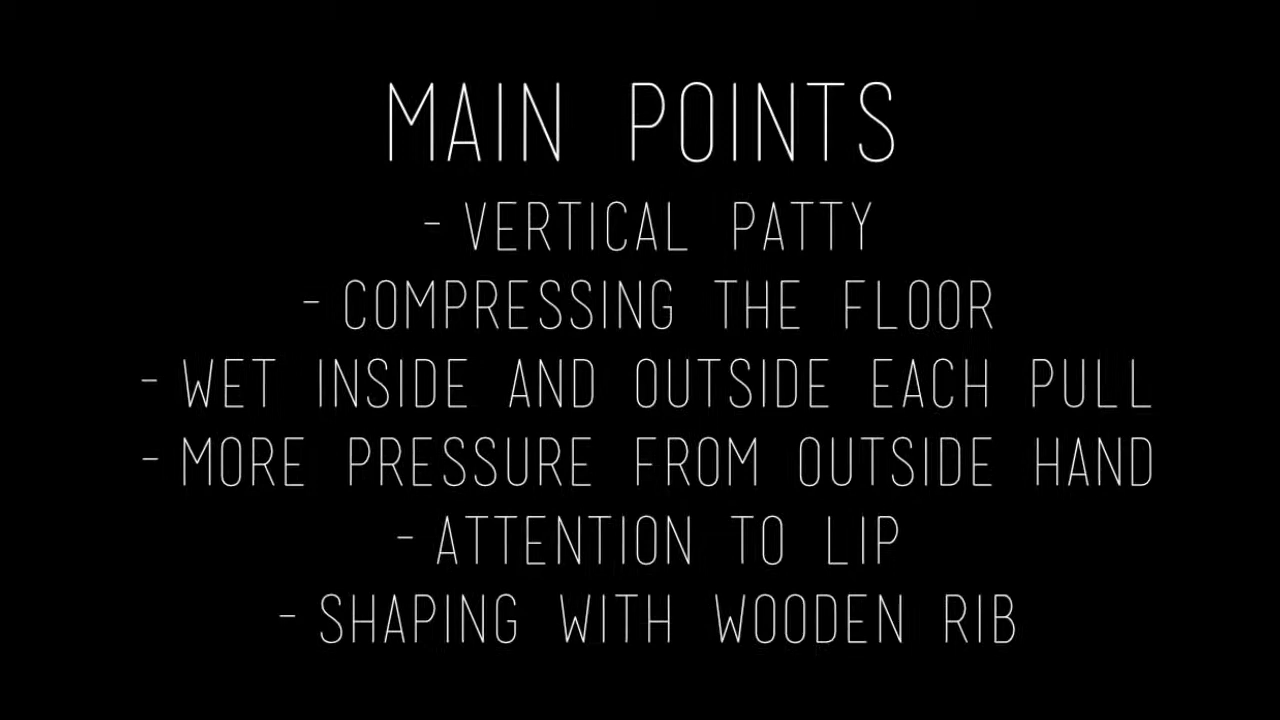 MAIN POINTS
- VERTICAL PATTY
- COMPRESSING THE FLOOR
- WET INSIDE AND OUTSIDE EACH PULL
- MORE PRESSURE FROM OUTSIDE HAND
- ATTENTION TO LIP
- SHAPING WITH WOODEN RIB